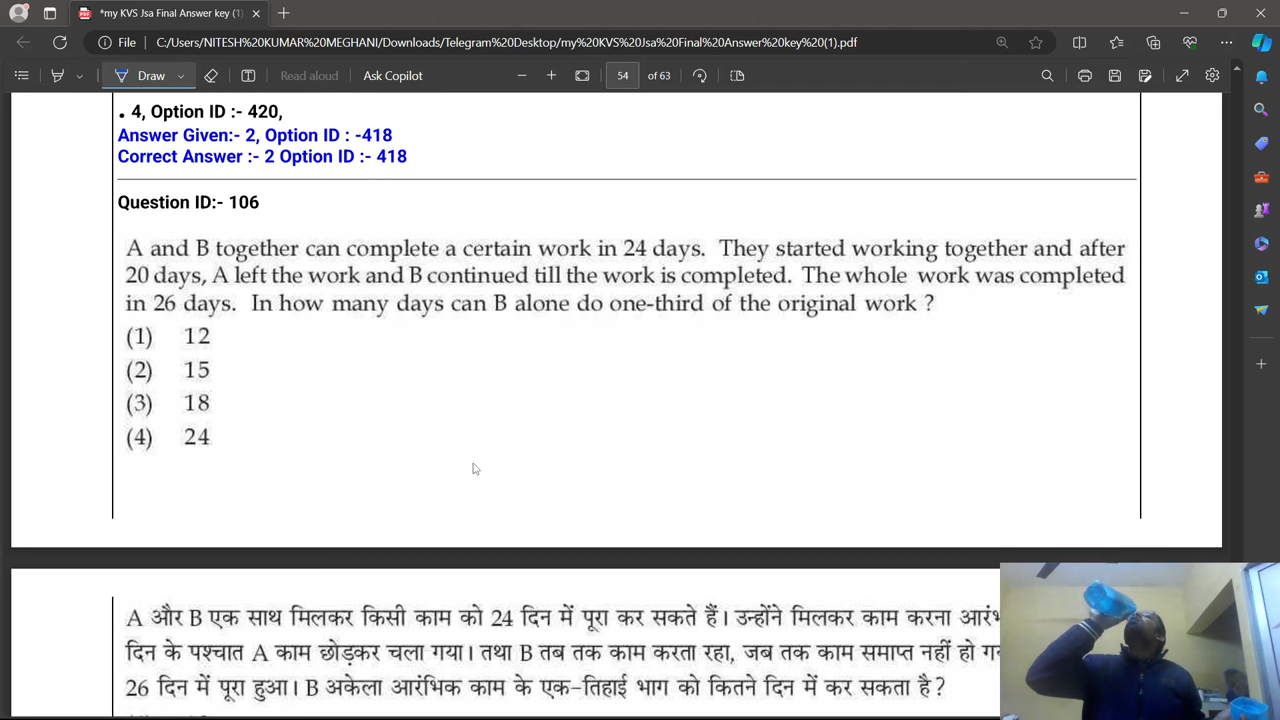 *my KVS Jsa Final Answer key (1)
File C:/Users/NITESH%20KUMAR%20MEGHANI/Downloads/Telegram%20Desktop/my%20KVS%20Jsa%20Final%20Answer%20key%20(1).pdf
Draw Read aloud Ask Copilot 54 of 63
. 4, Option ID :- 420,
Answer Given:- 2, Option ID : -418
Correct Answer :- 2 Option ID :- 418
Question ID:- 106
A and B together can complete a certain work in 24 days. They started working together and after
20 days, A left the work and B continued till the work is completed. The whole work was completed
in 26 days. In how many days can B alone do one-third of the original work ?
(1) 12
(2) 15
(3) 18
(4) 24
A और B एक साथ मिलकर किसी काम को 24 दिन में पूरा कर सकते हैं। उन्होंने मिलकर काम करना
दिन के पश्चात A काम छोड़कर चला गया। तथा B तब तक काम करता रहा, जब तक काम समाप्त नहीं हो
26 दिन में पूरा हुआ। B अकेला आरंभिक काम के एक-तिहाई भाग को कितने दिन में कर सकता है ?